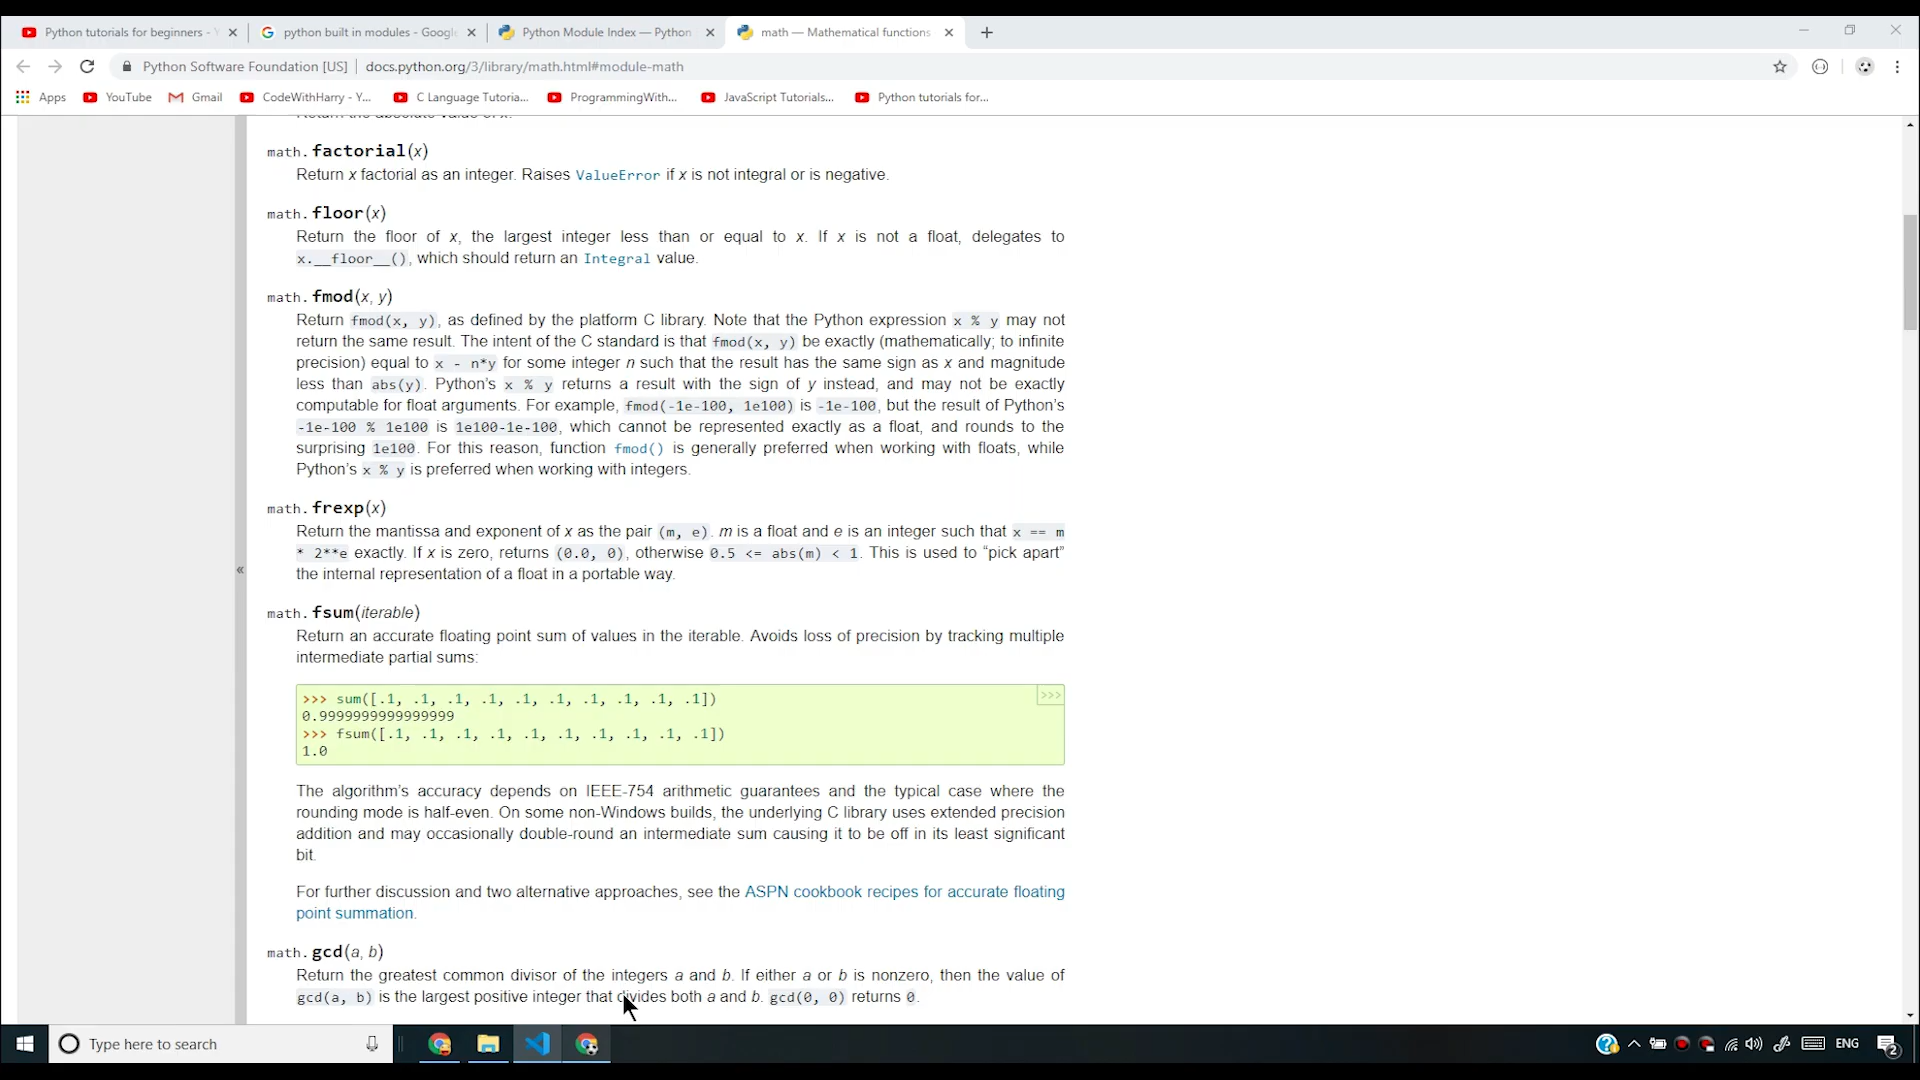 Python tutorials for beginners - Y
python built in modules - Google
Python Module Index — Python
math — Mathematical functions
Python Software Foundation [US] | docs.python.org/3/library/math.html#module-math
Apps
YouTube
Gmail
CodeWithHarry - Y...
C Language Tutoria...
ProgrammingWith...
JavaScript Tutorials...
Python tutorials for...
Return the absolute value of x.
math.factorial(x)
Return x factorial as an integer. Raises ValueError if x is not integral or is negative.
math.floor(x)
Return the floor of x, the largest integer less than or equal to x. If x is not a float, delegates to
x.__floor__(), which should return an Integral value.
math.fmod(x, y)
Return fmod(x, y), as defined by the platform C library. Note that the Python expression x % y may not
return the same result. The intent of the C standard is that fmod(x, y) be exactly (mathematically; to infinite
precision) equal to x - n*y for some integer n such that the result has the same sign as x and magnitude
less than abs(y). Python's x % y returns a result with the sign of y instead, and may not be exactly
computable for float arguments. For example, fmod(-1e-100, 1e100) is -1e-100, but the result of Python's
-1e-100 % 1e100 is 1e100-1e-100, which cannot be represented exactly as a float, and rounds to the
surprising 1e100. For this reason, function fmod() is generally preferred when working with floats, while
Python's x % y is preferred when working with integers.
math.frexp(x)
Return the mantissa and exponent of x as the pair (m, e). m is a float and e is an integer such that x == m
* 2**e exactly. If x is zero, returns (0.0, 0), otherwise 0.5 <= abs(m) < 1. This is used to “pick apart”
the internal representation of a float in a portable way.
«
math.fsum(iterable)
Return an accurate floating point sum of values in the iterable. Avoids loss of precision by tracking multiple
intermediate partial sums:
>>>
>>> sum([.1, .1, .1, .1, .1, .1, .1, .1, .1, .1])
0.9999999999999999
>>> fsum([.1, .1, .1, .1, .1, .1, .1, .1, .1, .1])
1.0
The algorithm's accuracy depends on IEEE-754 arithmetic guarantees and the typical case where the
rounding mode is half-even. On some non-Windows builds, the underlying C library uses extended precision
addition and may occasionally double-round an intermediate sum causing it to be off in its least significant
bit.
For further discussion and two alternative approaches, see the ASPN cookbook recipes for accurate floating
point summation.
math.gcd(a, b)
Return the greatest common divisor of the integers a and b. If either a or b is nonzero, then the value of
gcd(a, b) is the largest positive integer that divides both a and b. gcd(0, 0) returns 0.
Type here to search
ENG
2